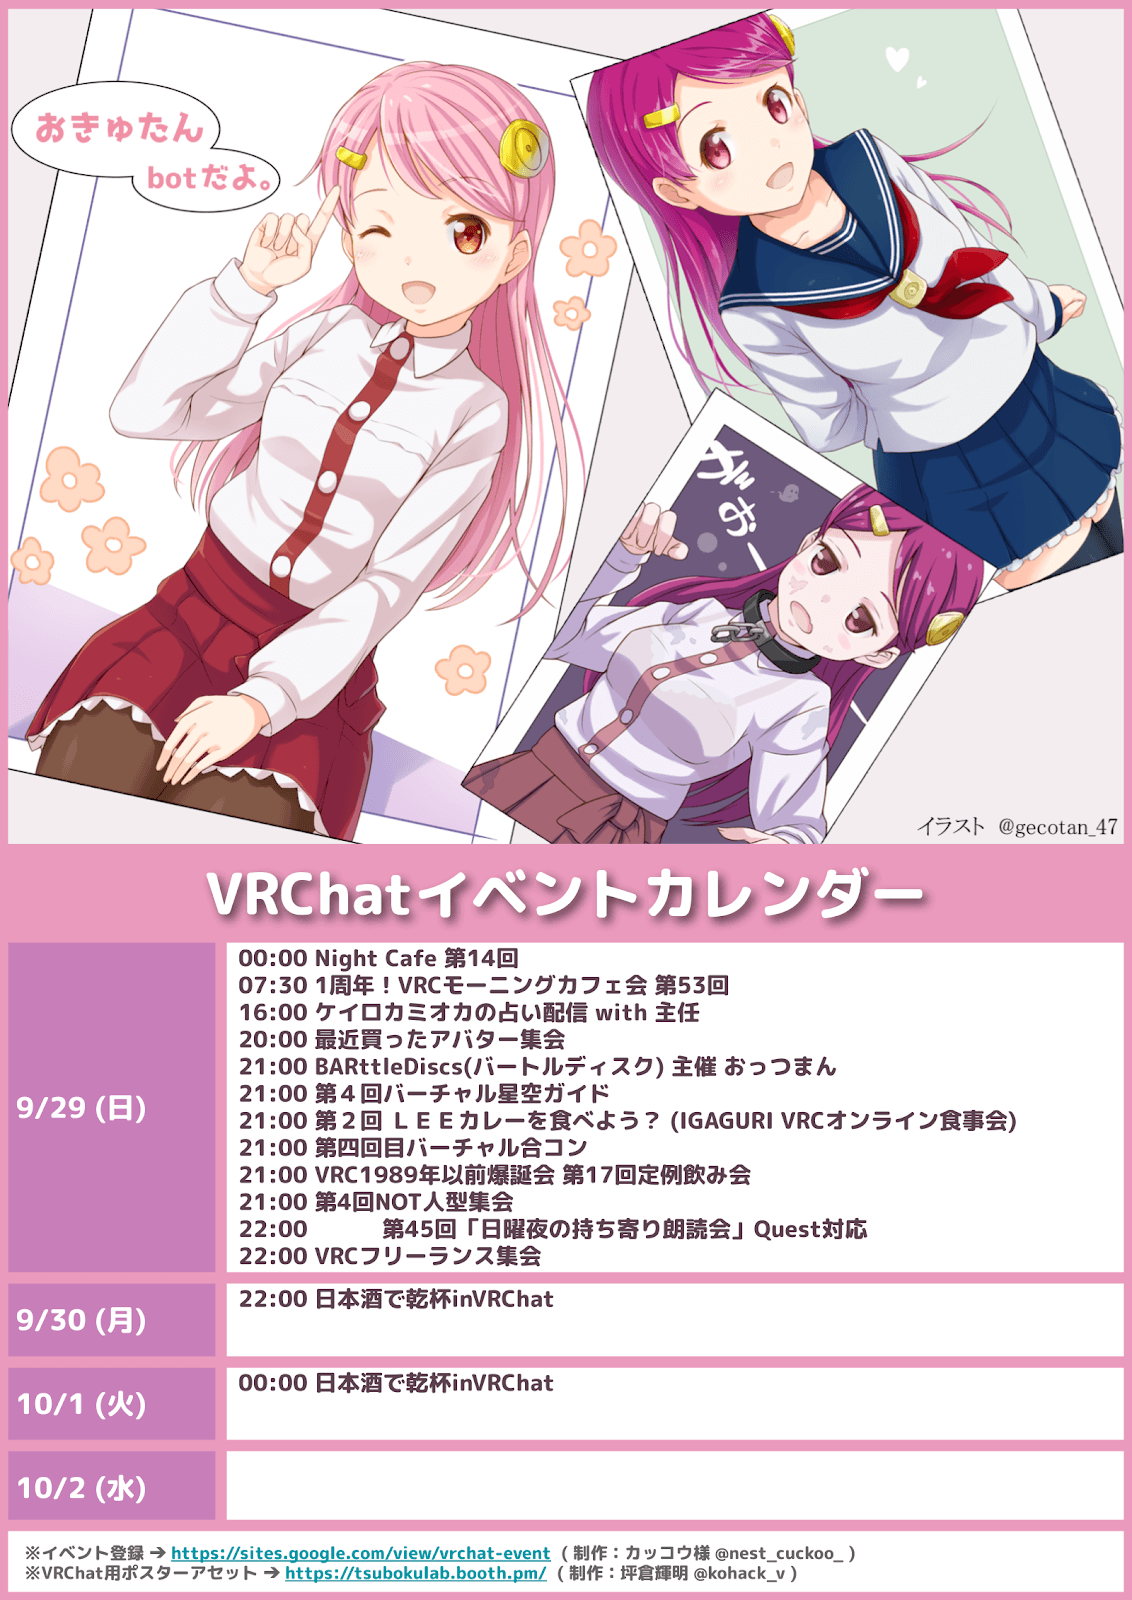 おきゅたん
botだよ。
がおー
イラスト @gecotan_47
VRChatイベントカレンダー
9/29 (日)
00:00 Night Cafe 第14回
07:30 1周年！VRCモーニングカフェ会 第53回
16:00 ケイロカミオカの占い配信 with 主任
20:00 最近買ったアバター集会
21:00 BARttleDiscs(バートルディスク) 主催 おっつまん
21:00 第４回バーチャル星空ガイド
21:00 第２回 ＬＥＥカレーを食べよう？ (IGAGURI VRCオンライン食事会)
21:00 第四回目バーチャル合コン
21:00 VRC1989年以前爆誕会 第17回定例飲み会
21:00 第4回NOT人型集会
22:00 第45回「日曜夜の持ち寄り朗読会」Quest対応
22:00 VRCフリーランス集会
9/30 (月)
22:00 日本酒で乾杯inVRChat
10/1 (火)
00:00 日本酒で乾杯inVRChat
10/2 (水)
※イベント登録 → https://sites.google.com/view/vrchat-event ( 制作：カッコウ様 @nest_cuckoo_ )
※VRChat用ポスターアセット → https://tsubokulab.booth.pm/ ( 制作：坪倉輝明 @kohack_v )